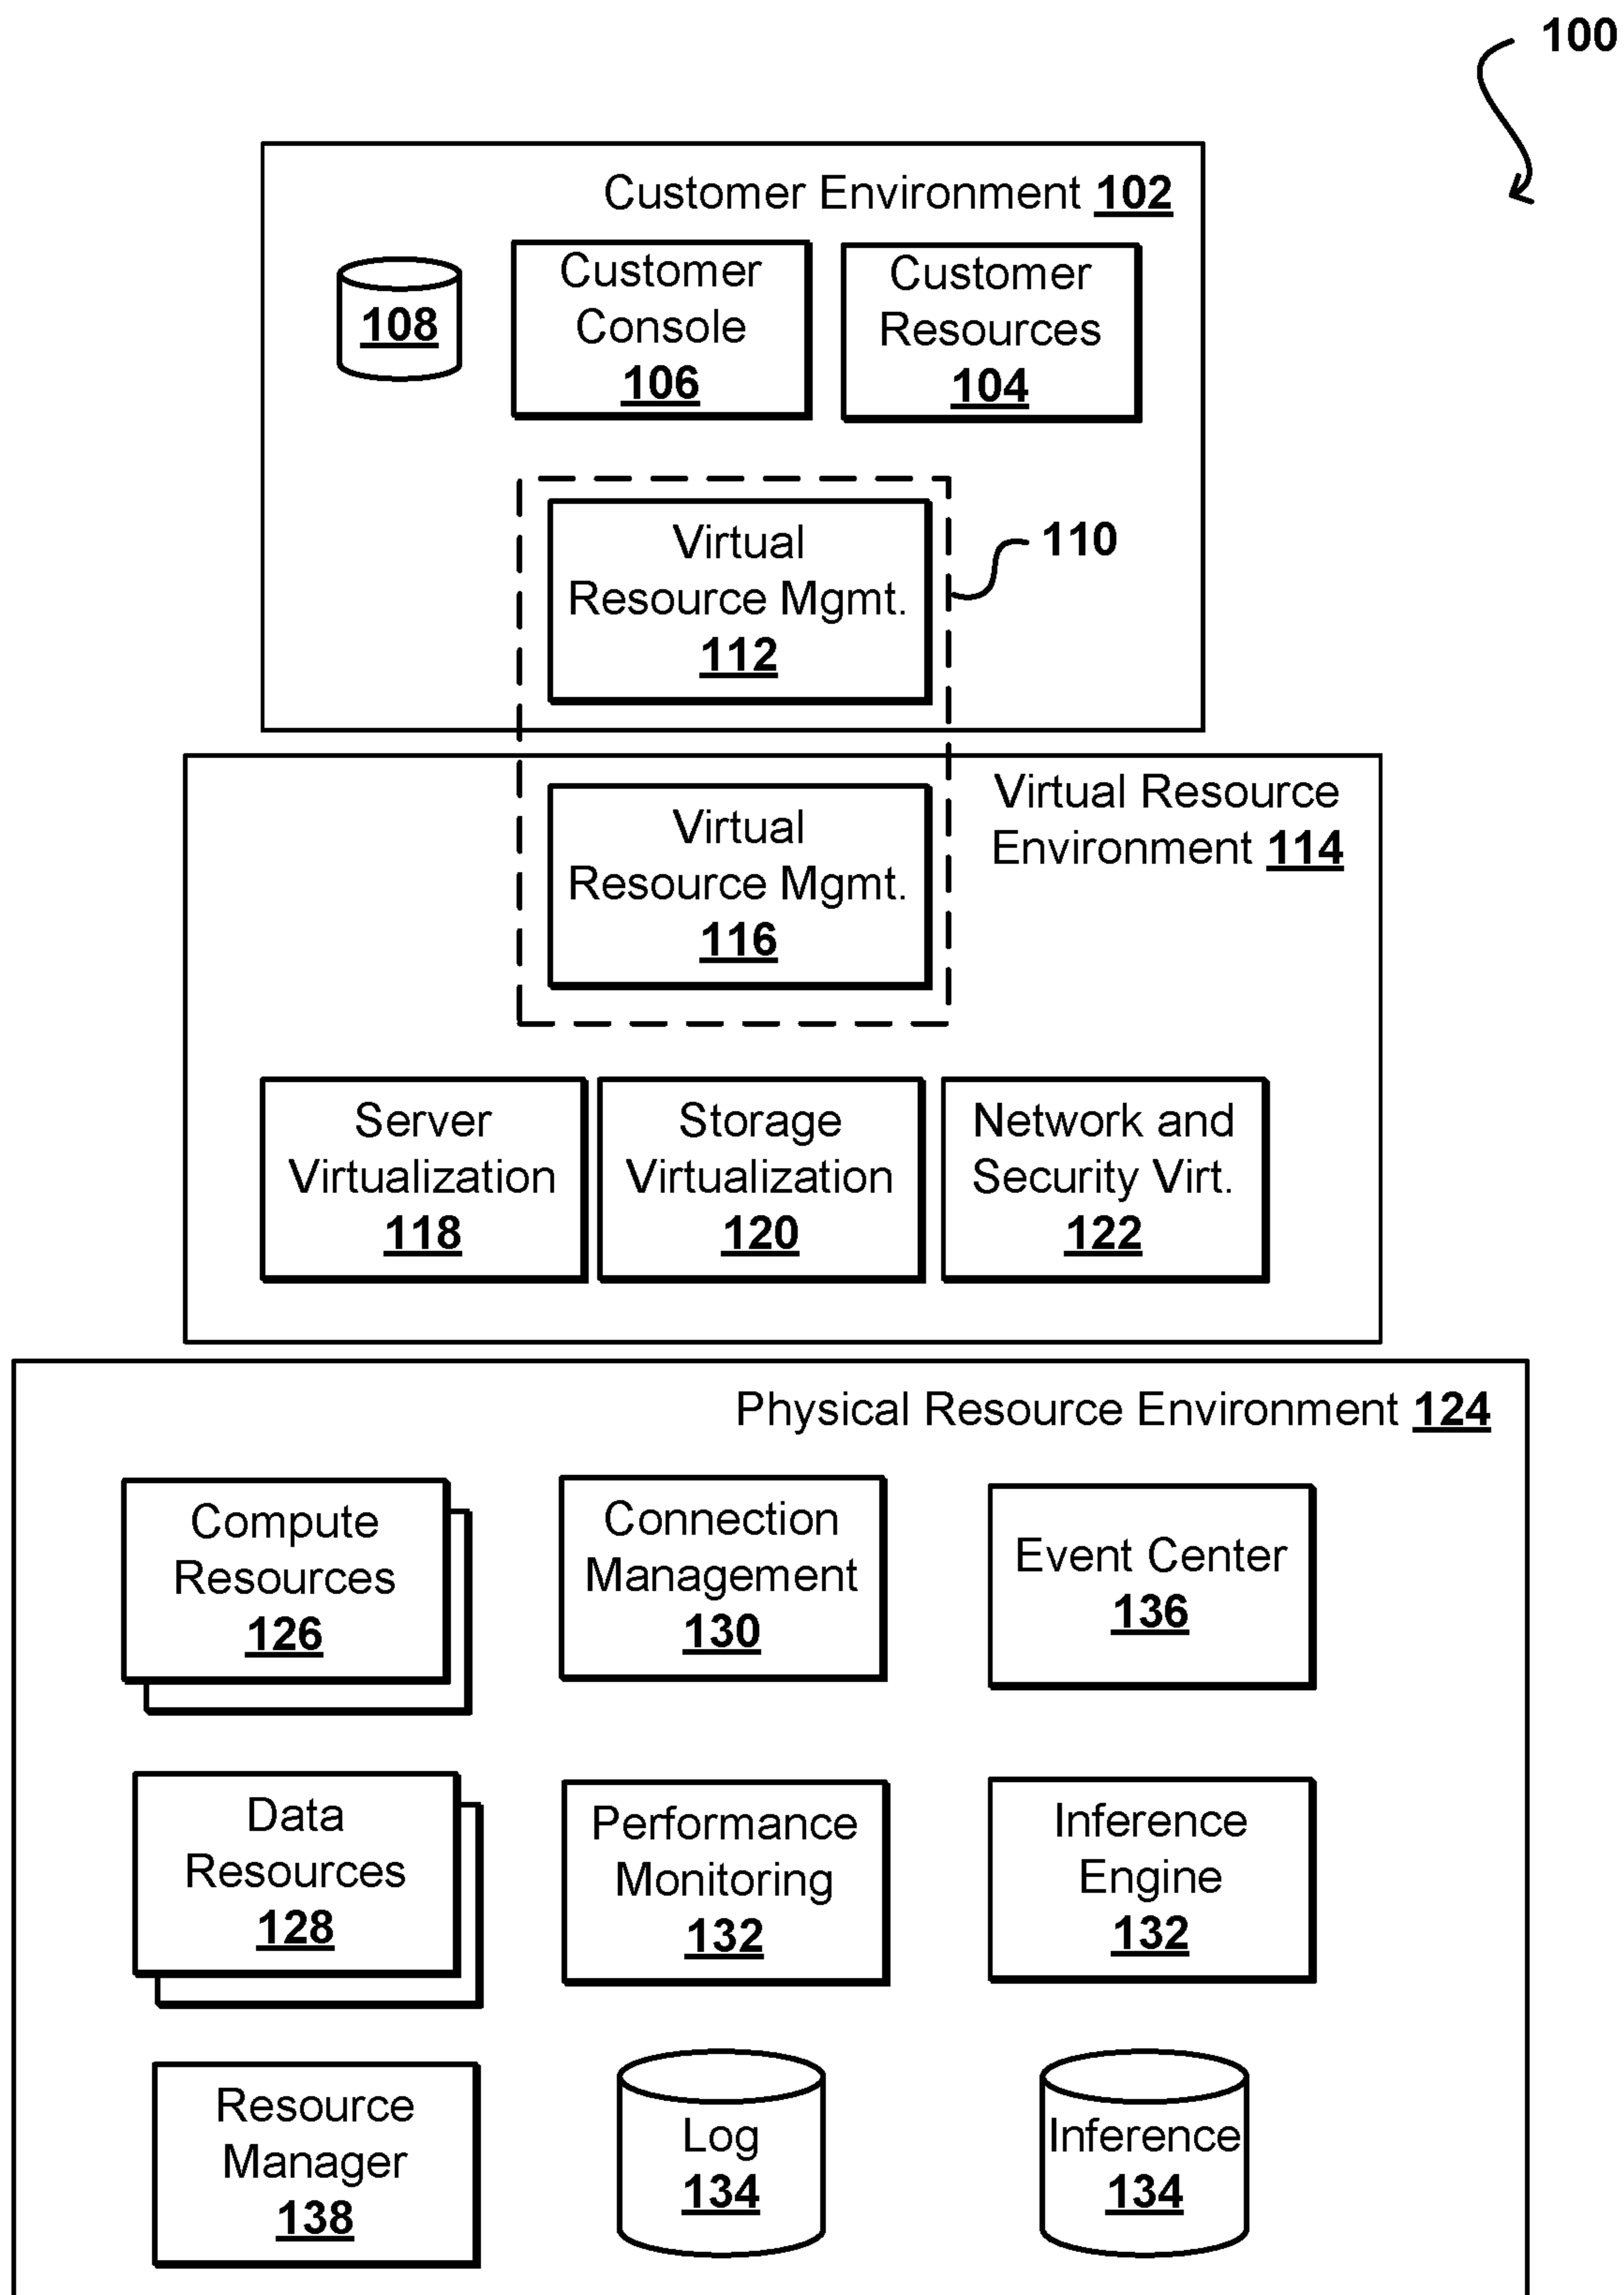 100
Customer Environment 102
108
Customer
Console
106
Customer
Resources
104
Virtual
Resource Mgmt.
112
110
Virtual Resource
Environment 114
Virtual
Resource Mgmt.
116
Server
Virtualization
118
Storage
Virtualization
120
Network and
Security Virt.
122
Physical Resource Environment 124
Compute
Resources
126
Connection
Management
130
Event Center
136
Data
Resources
128
Performance
Monitoring
132
Inference
Engine
132
Resource
Manager
138
Log
134
Inference
134